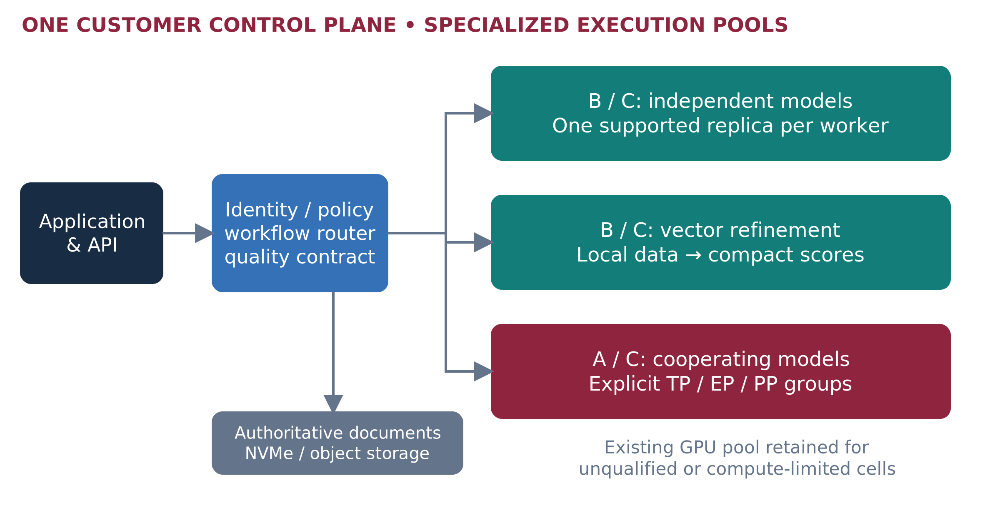 ONE CUSTOMER CONTROL PLANE • SPECIALIZED EXECUTION POOLS
Application
& API
Identity / policy
workflow router
quality contract
B / C: independent models
One supported replica per worker
B / C: vector refinement
Local data → compact scores
A / C: cooperating models
Explicit TP / EP / PP groups
Authoritative documents
NVMe / object storage
Existing GPU pool retained for
unqualified or compute-limited cells